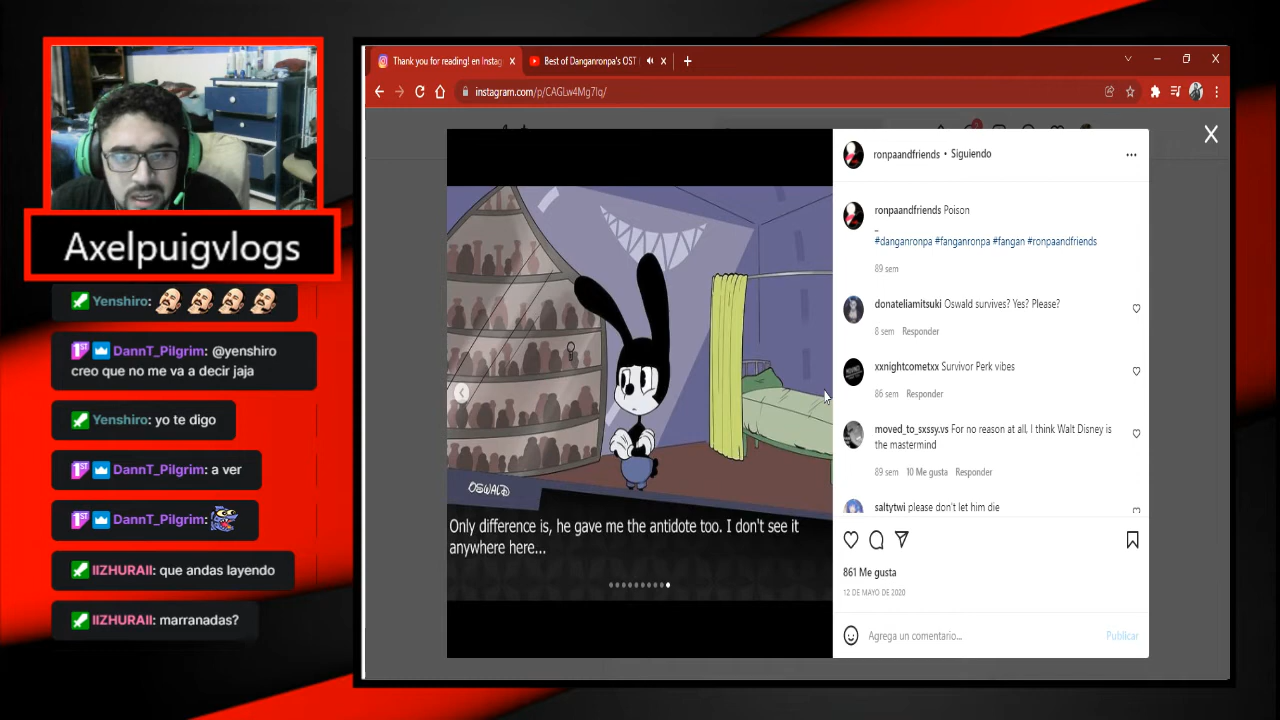 Axelpuigvlogs
Yenshiro:
DannT_Pilgrim: @yenshiro
creo que no me va a decir jaja
Yenshiro: yo te digo
DannT_Pilgrim: a ver
DannT_Pilgrim:
IIZHURAII: que andas layendo
IIZHURAII: marranadas?
Thank you for reading! en Instag
Best of Danganronpa's OST
instagram.com/p/CAGLw4Mg7lq/
OSWALD
Only difference is, he gave me the antidote too. I don't see it
anywhere here...
ronpaandfriends • Siguiendo
ronpaandfriends Poison
_
#danganronpa #fanganronpa #fangan #ronpaandfriends
89 sem
donateliamitsuki Oswald survives? Yes? Please?
8 sem Responder
xxnightcometxx Survivor Perk vibes
86 sem Responder
moved_to_sxssy.vs For no reason at all, I think Walt Disney is
the mastermind
89 sem 10 Me gusta Responder
saltytwi please don't let him die
861 Me gusta
12 DE MAYO DE 2020
Agrega un comentario...
Publicar